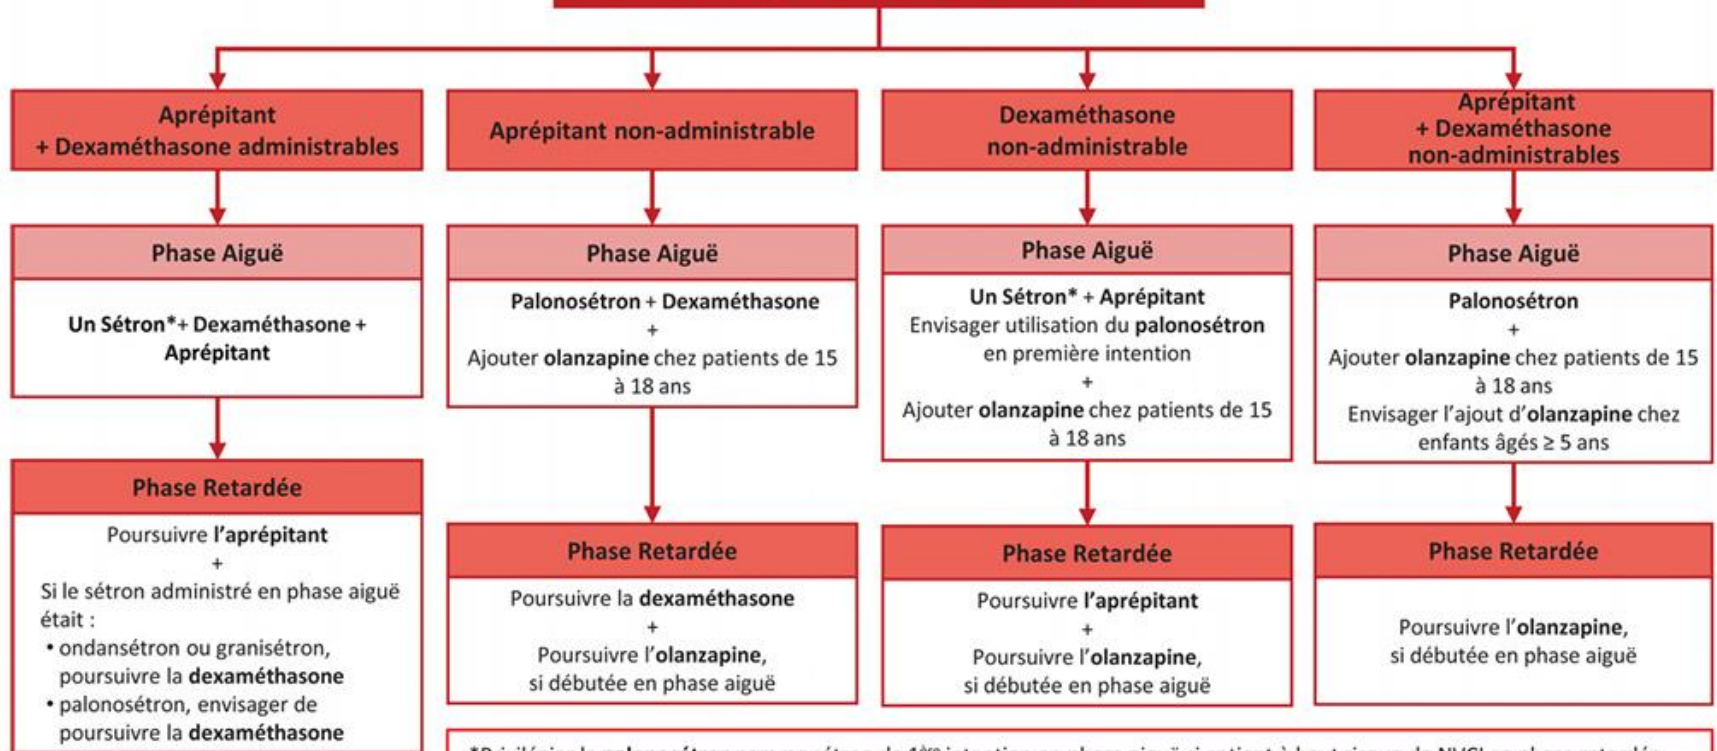 Aprépitant
+ Dexaméthasone administrables
Aprépitant non-administrable
Dexaméthasone
non-administrable
Aprépitant
+ Dexaméthasone
non-administrables
Phase Aiguë
Un Sétron*+ Dexaméthasone +
Aprépitant
Phase Aiguë
Palonosétron + Dexaméthasone
+
Ajouter olanzapine chez patients de 15
à 18 ans
Phase Aiguë
Un Sétron* + Aprépitant
Envisager utilisation du palonosétron
en première intention
+
Ajouter olanzapine chez patients de 15
à 18 ans
Phase Aiguë
Palonosétron
+
Ajouter olanzapine chez patients de 15
à 18 ans
Envisager l'ajout d'olanzapine chez
enfants âgés ≥ 5 ans
Phase Retardée
Poursuivre l'aprépitant
+
Si le sétron administré en phase aiguë
était :
• ondansétron ou granisétron,
poursuivre la dexaméthasone
• palonosétron, envisager de
poursuivre la dexaméthasone
Phase Retardée
Poursuivre la dexaméthasone
+
Poursuivre l'olanzapine,
si débutée en phase aiguë
Phase Retardée
Poursuivre l'aprépitant
+
Poursuivre l'olanzapine,
si débutée en phase aiguë
Phase Retardée
Poursuivre l'olanzapine,
si débutée en phase aiguë